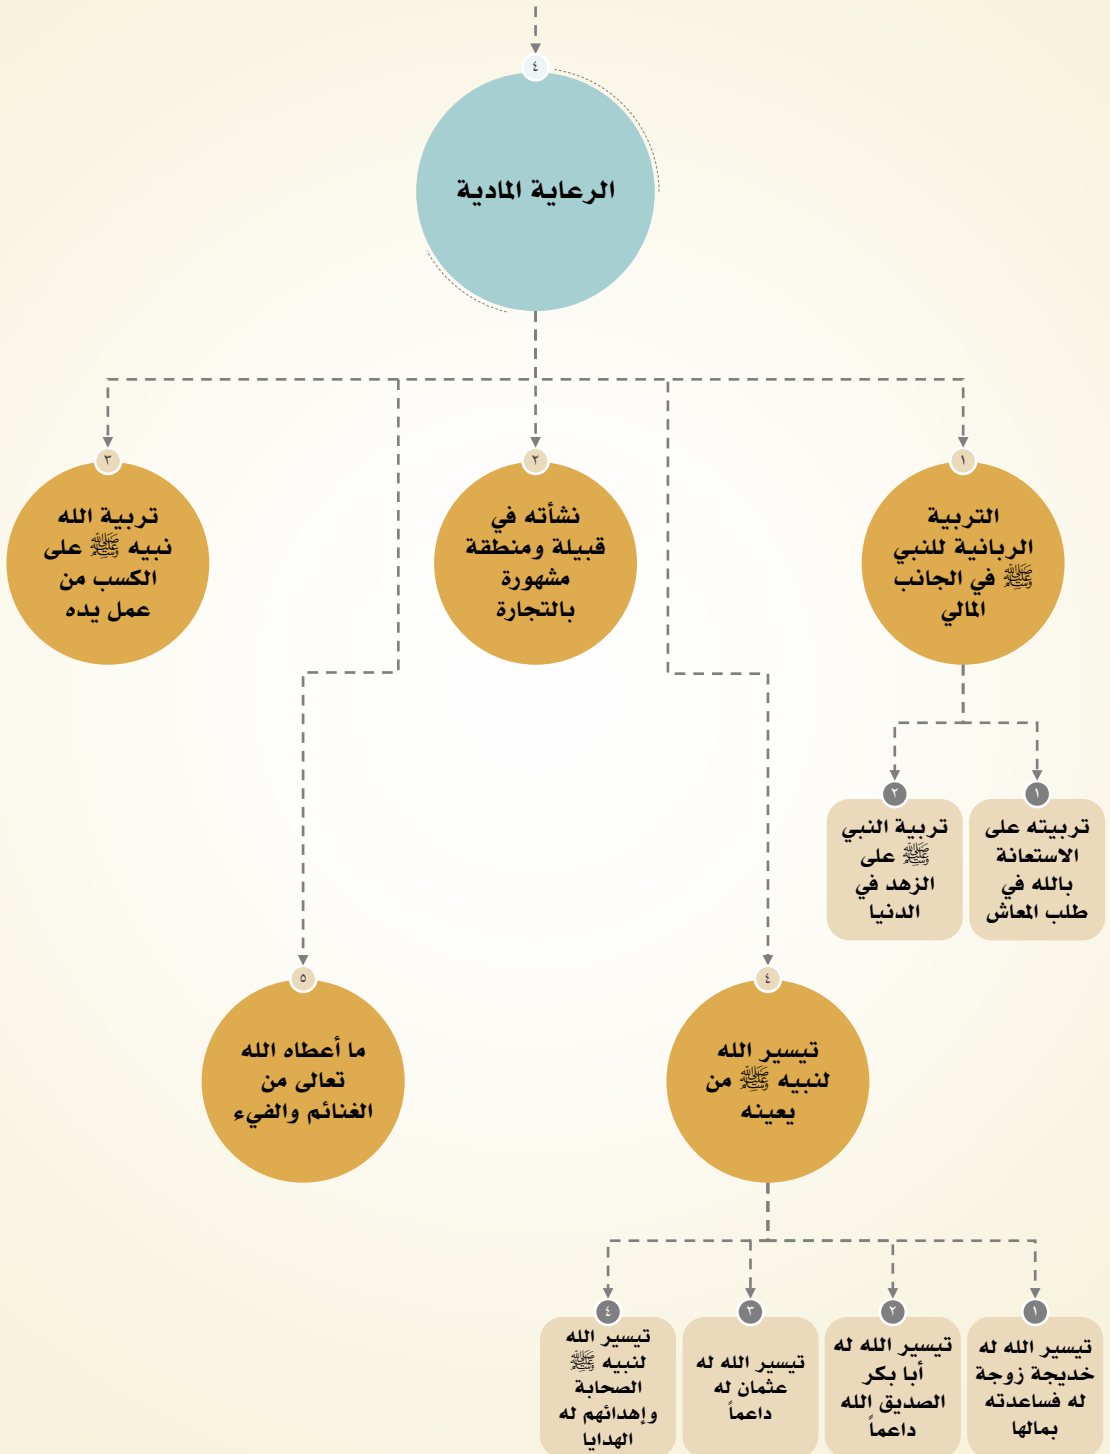 ٤
الرعاية المادية
١
التربية
الربانية للنبي
ﷺ في الجانب
المالي
٢
نشأته في
قبيلة ومنطقة
مشهورة
بالتجارة
٣
تربية الله
نبيه ﷺ على
الكسب من
عمل يده
١
تربيته على
الاستعانة
بالله في
طلب المعاش
٢
تربية النبي
ﷺ على
الزهد في
الدنيا
٤
تيسير الله
لنبيه ﷺ من
يعينه
٥
ما أعطاه الله
تعالى من
الغنائم والفيء
١
تيسير الله له
خديجة زوجة
له فساعدته
بمالها
٢
تيسير الله له
أبا بكر
الصديق الله
داعماً
٣
تيسير الله له
عثمان له
داعماً
٤
تيسير الله
لنبيه ﷺ
الصحابة
وإهدائهم له
الهدايا